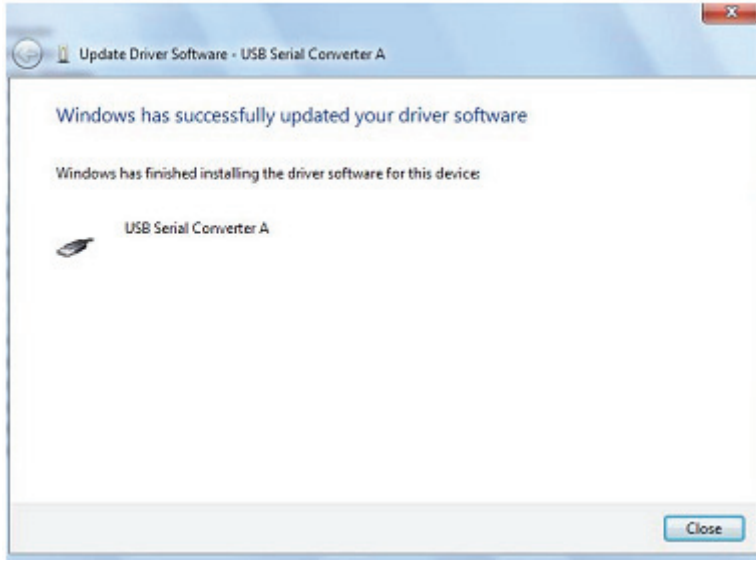 Update Driver Software - USB Serial Converter A
Windows has successfully updated your driver software
Windows has finished installing the driver software for this device:
USB Serial Converter A
Close